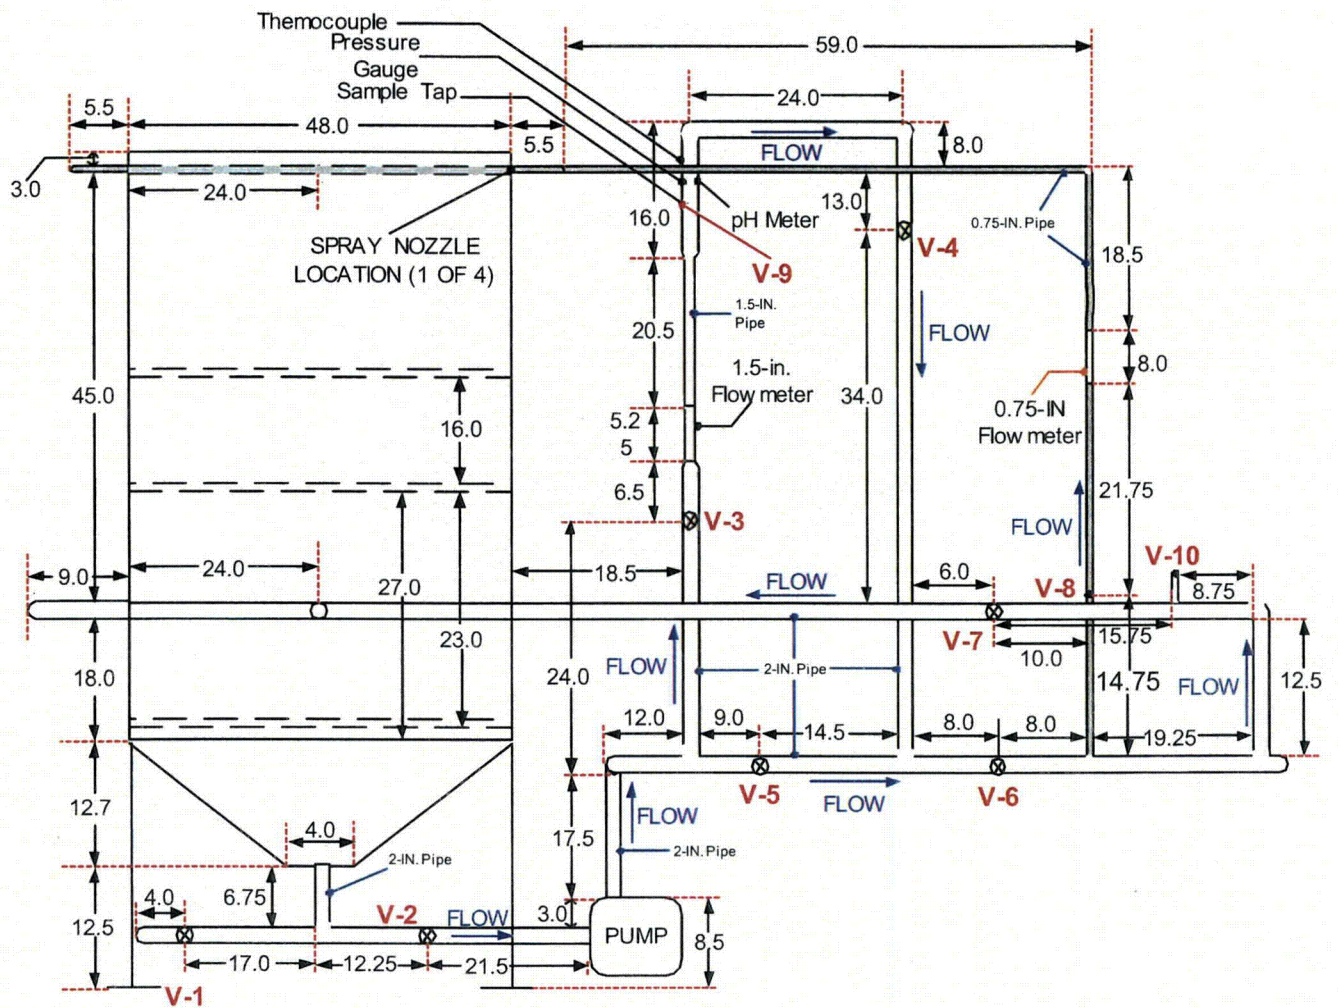 Themocouple
Pressure
Gauge
Sample Tap
59.0
24.0
5.5
48.0
5.5
FLOW
8.0
3.0
24.0
16.0
pH Meter
13.0
0.75-IN. Pipe
V-4
18.5
SPRAY NOZZLE
LOCATION (1 OF 4)
V-9
1.5-IN.
Pipe
20.5
FLOW
8.0
1.5-in.
Flow meter
45.0
34.0
16.0
5.2
5
0.75-IN
Flow meter
6.5
21.75
V-3
FLOW
V-10
9.0
24.0
27.0
18.5
FLOW
6.0
V-8
8.75
V-7
15.75
10.0
23.0
18.0
FLOW
24.0
2-IN. Pipe
14.75
FLOW
12.5
12.0
9.0
14.5
8.0
8.0
19.25
V-5
FLOW
V-6
12.7
4.0
17.5
FLOW
2-IN. Pipe
2-IN. Pipe
4.0
6.75
V-2
FLOW
3.0
12.5
PUMP
8.5
17.0
12.25
21.5
V-1